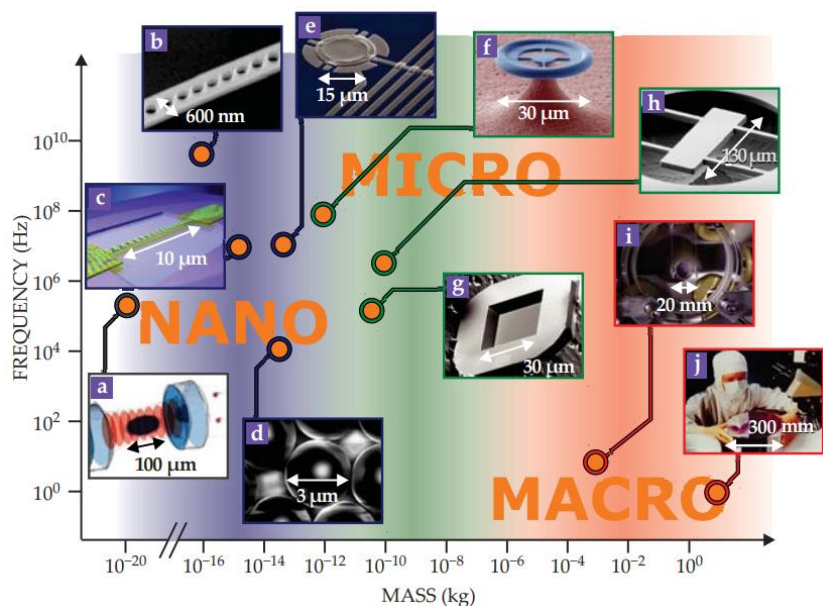 b
600 nm
e
15 μm
f
30 μm
h
130 μm
c
10 μm
i
20 mm
g
30 μm
j
300 mm
a
100 μm
d
3 μm
NANO
MICRO
MACRO
FREQUENCY (Hz)
10¹⁰
10⁸
10⁶
10⁴
10²
10⁰
10⁻²⁰
10⁻¹⁶
10⁻¹⁴
10⁻¹²
10⁻¹⁰
10⁻⁸
10⁻⁶
10⁻⁴
10⁻²
10⁰
MASS (kg)